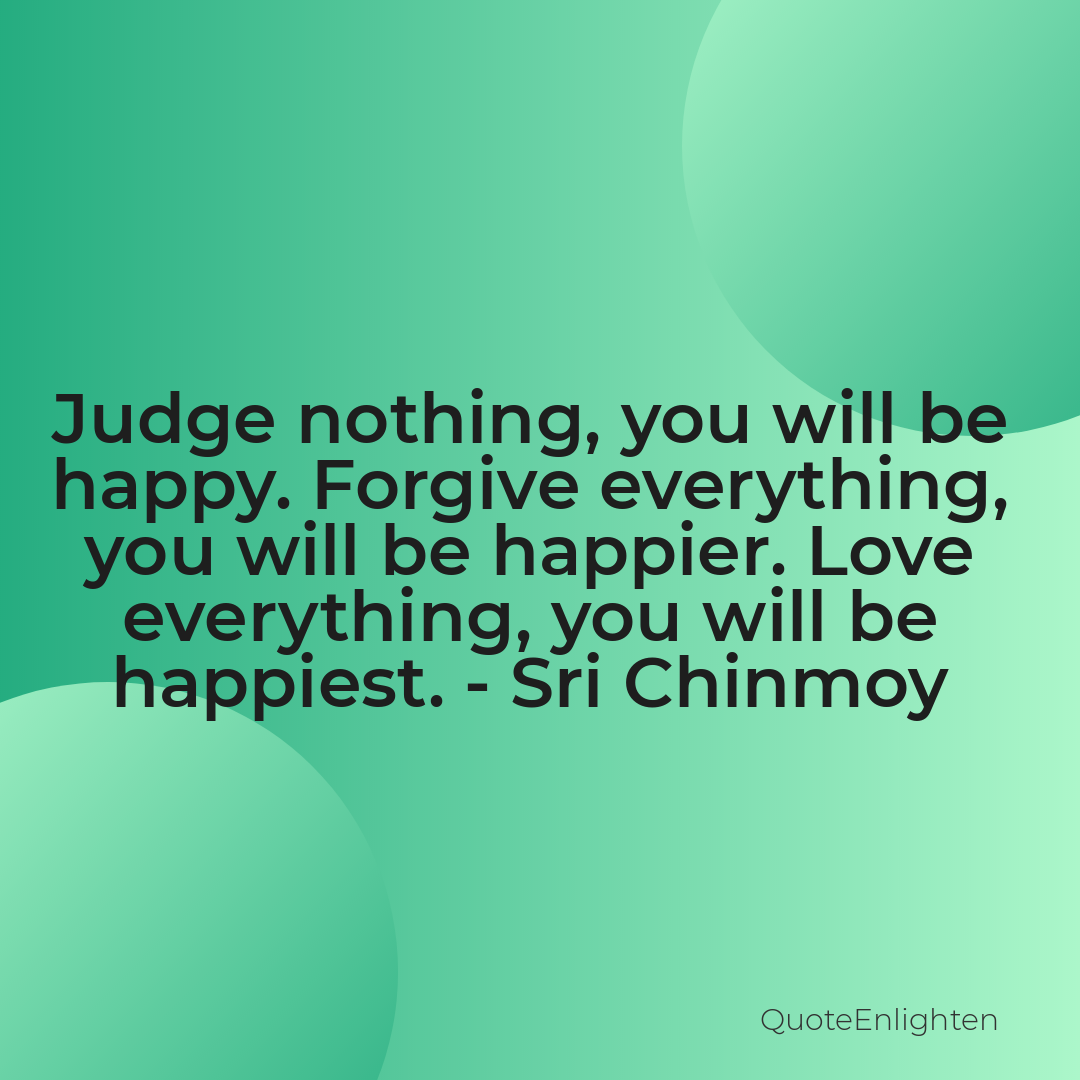 Judge nothing, you will be
happy. Forgive everything,
you will be happier. Love
everything, you will be
happiest. - Sri Chinmoy
QuoteEnlighten